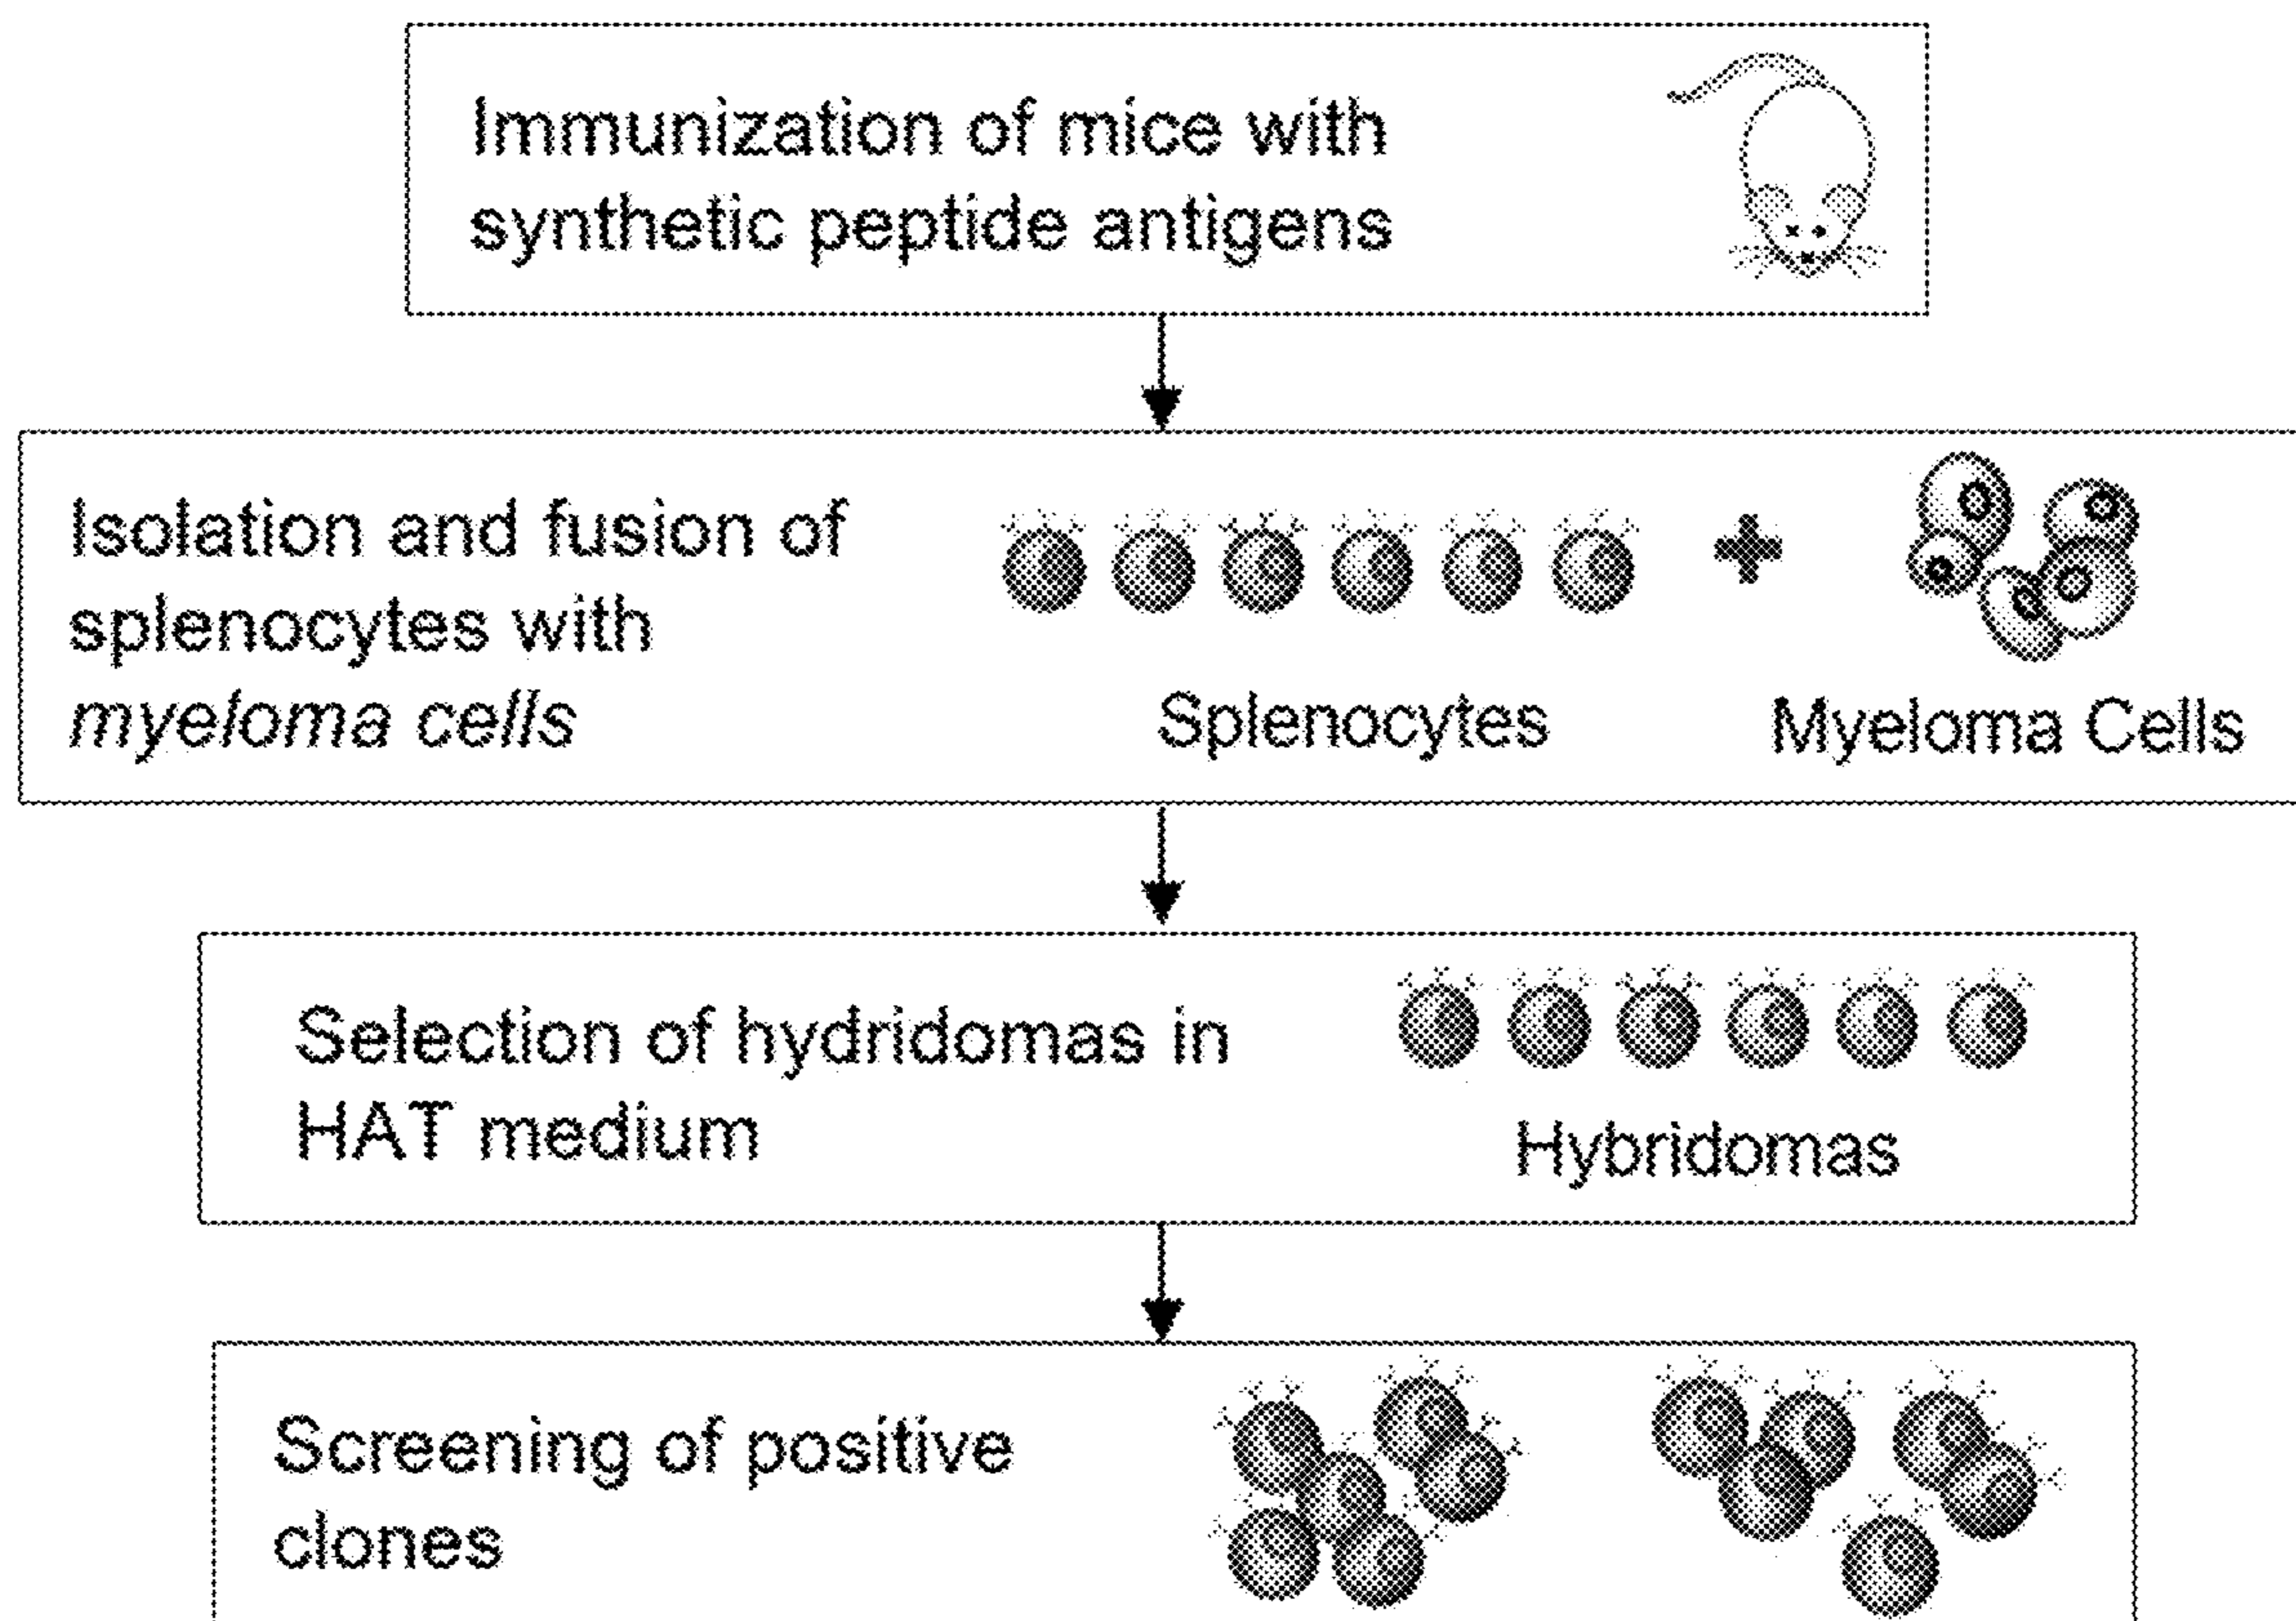 Immunization of mice with
synthetic peptide antigens
Isolation and fusion of
splenocytes with
myeloma cells
Splenocytes
Myeloma Cells
Selection of hydridomas in
HAT medium
Hybridomas
Screening of positive
clones